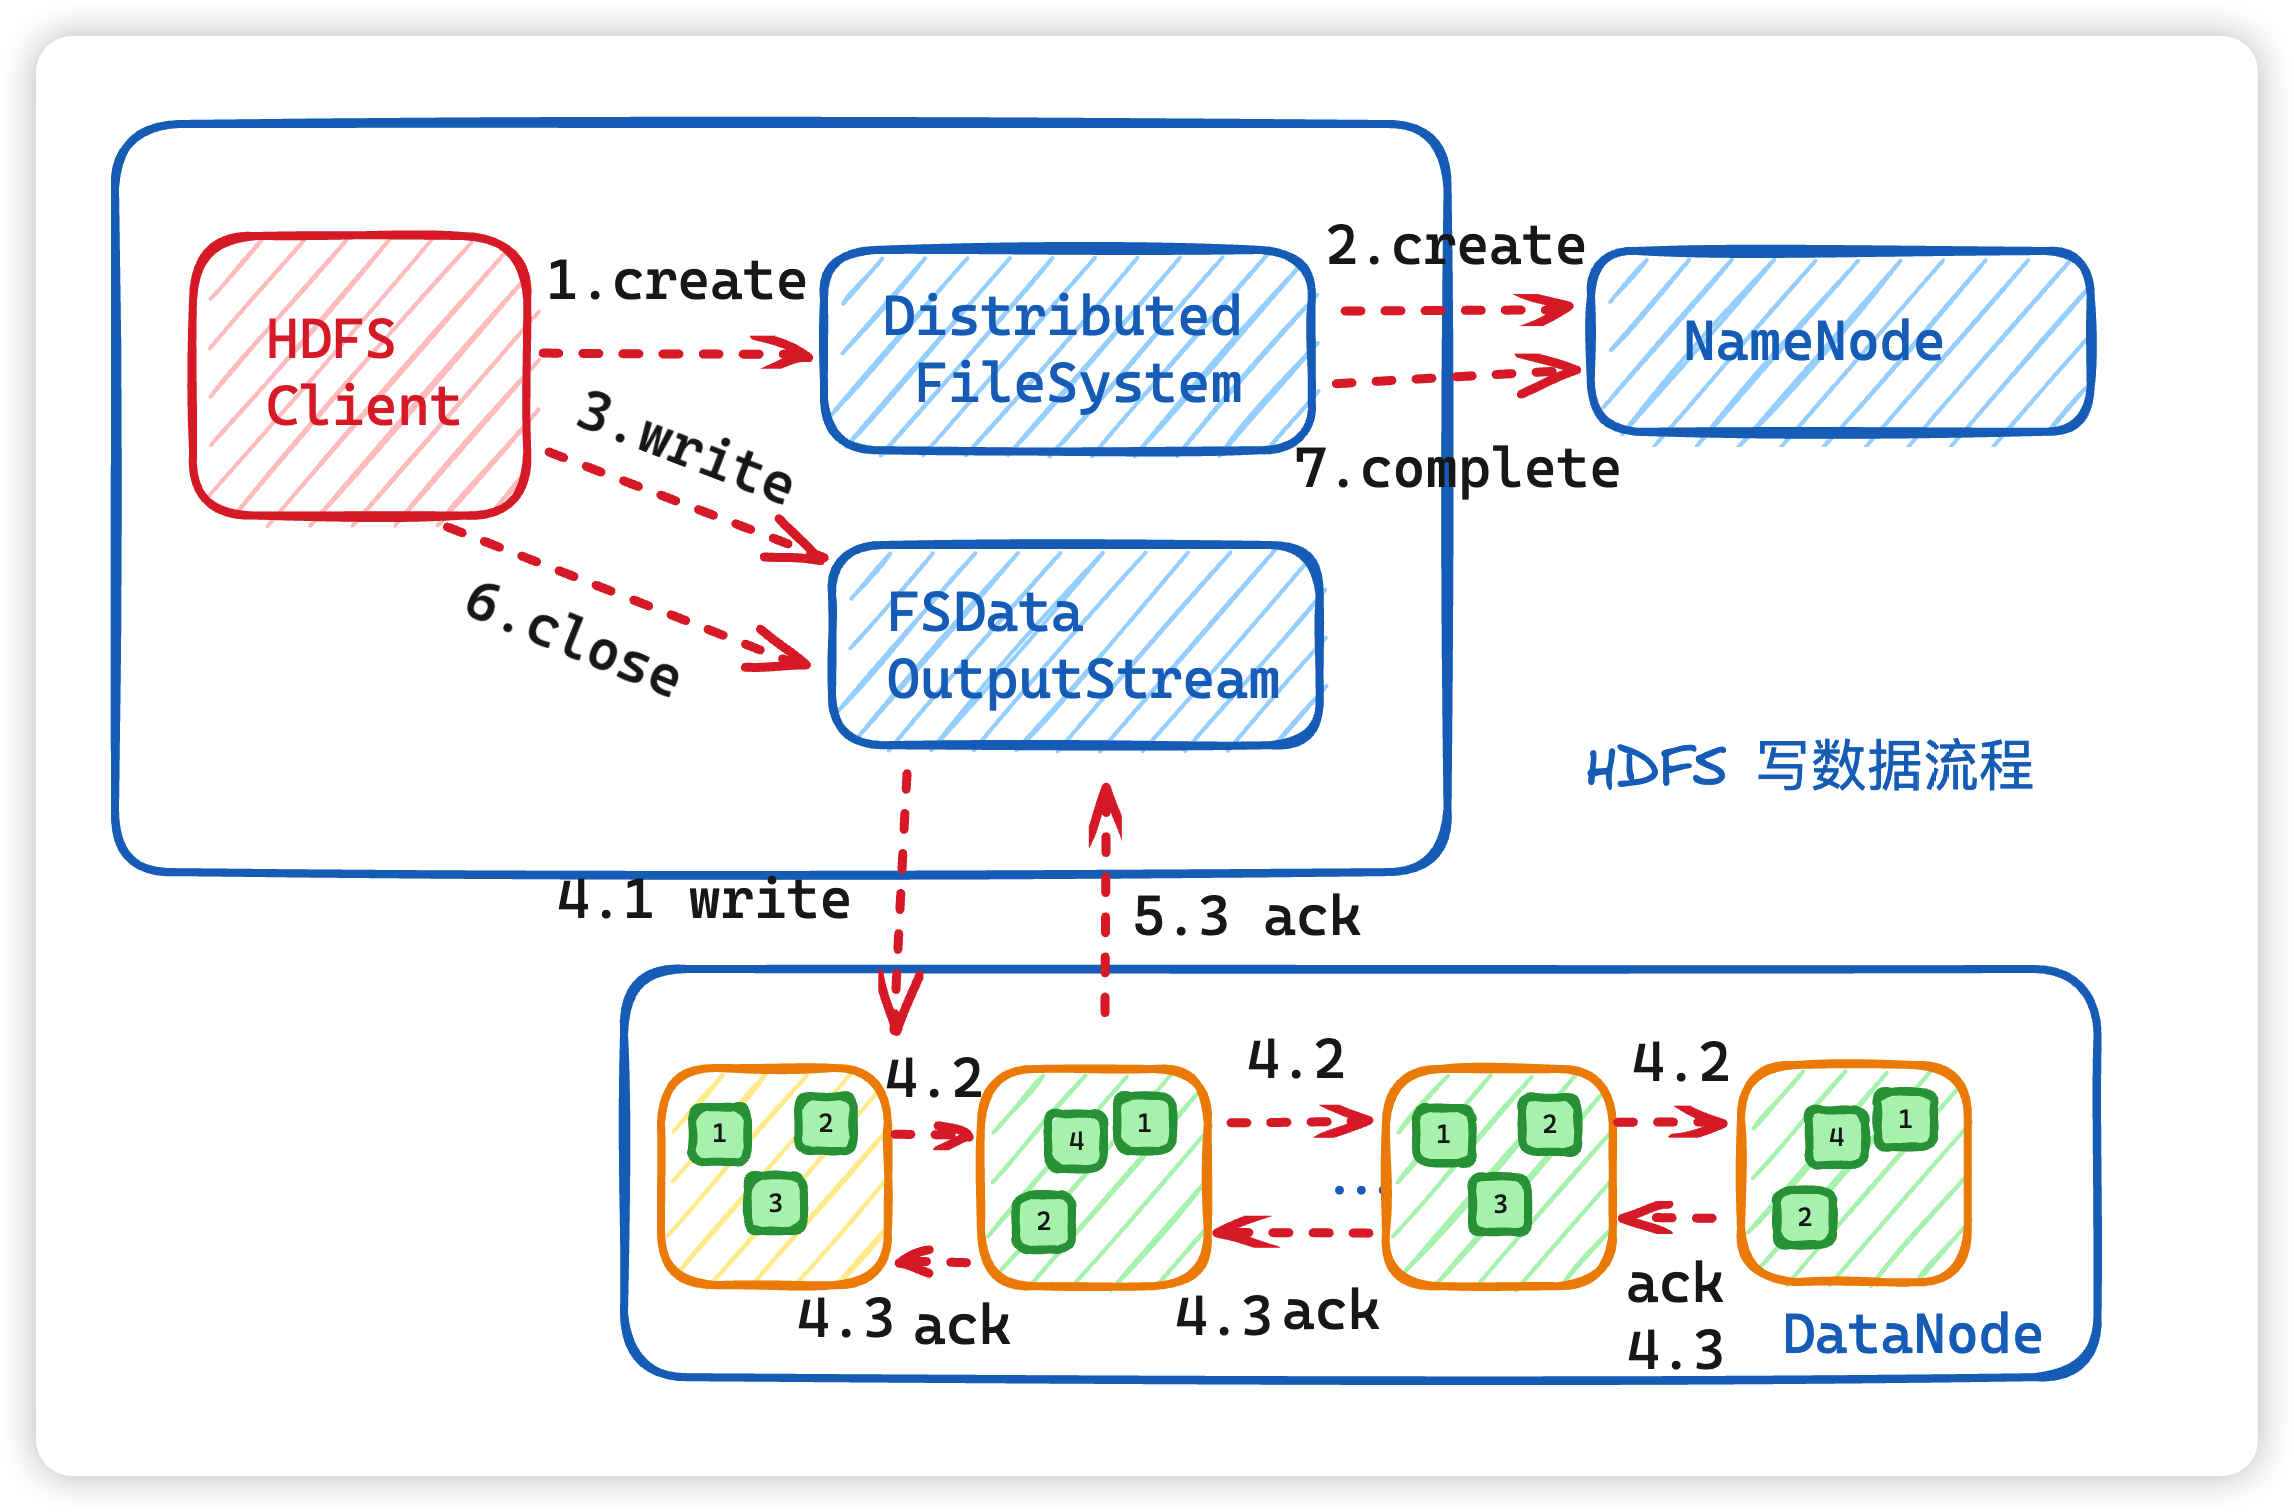 1.create
2.create
HDFS
Client
Distributed
FileSystem
NameNode
3.write
7.complete
6.close
FSData
OutputStream
HDFS 写数据流程
4.1 write
5.3 ack
4.2
4.2
4.2
1
2
3
4
1
2
...
1
2
3
4
1
2
4.3 ack
4.3 ack
ack
4.3
DataNode